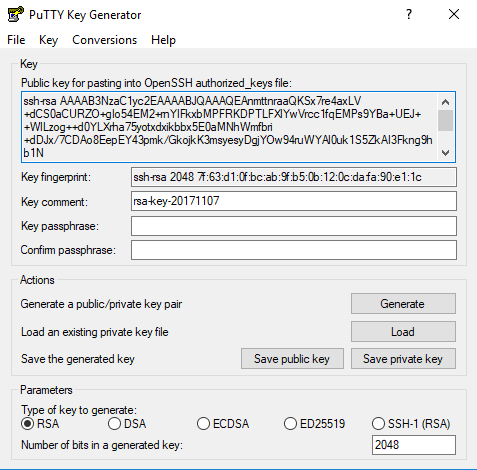 PuTTY Key Generator
File Key Conversions Help
Key
Public key for pasting into OpenSSH authorized_keys file:
ssh-rsa AAAAB3NzaC1yc2EAAAABJQAAAQEAnmttnraaQKSx7re4axLV
+dCS0aCURZO+glo54EM2+rnYIFkxbMPFRKDPTLFXlYwVrcc1fqEMPs9YBa+UEJ+
+WILzog++d0YLXrha75yotxdxikbbx5E0aMNhWmfbri
+dDJx/7CDAo8EepEY43pmk/GkojkK3msyesyDgjYOw94ruWYAl0uk1S5ZkAI3Fkng9h
b1N
Key fingerprint: ssh-rsa 2048 7f:63:d1:0f:bc:ab:9f:b5:0b:12:0c:da:fa:90:e1:1c
Key comment: rsa-key-20171107
Key passphrase:
Confirm passphrase:
Actions
Generate a public/private key pair Generate
Load an existing private key file Load
Save the generated key Save public key Save private key
Parameters
Type of key to generate:
RSA DSA ECDSA ED25519 SSH-1 (RSA)
Number of bits in a generated key: 2048